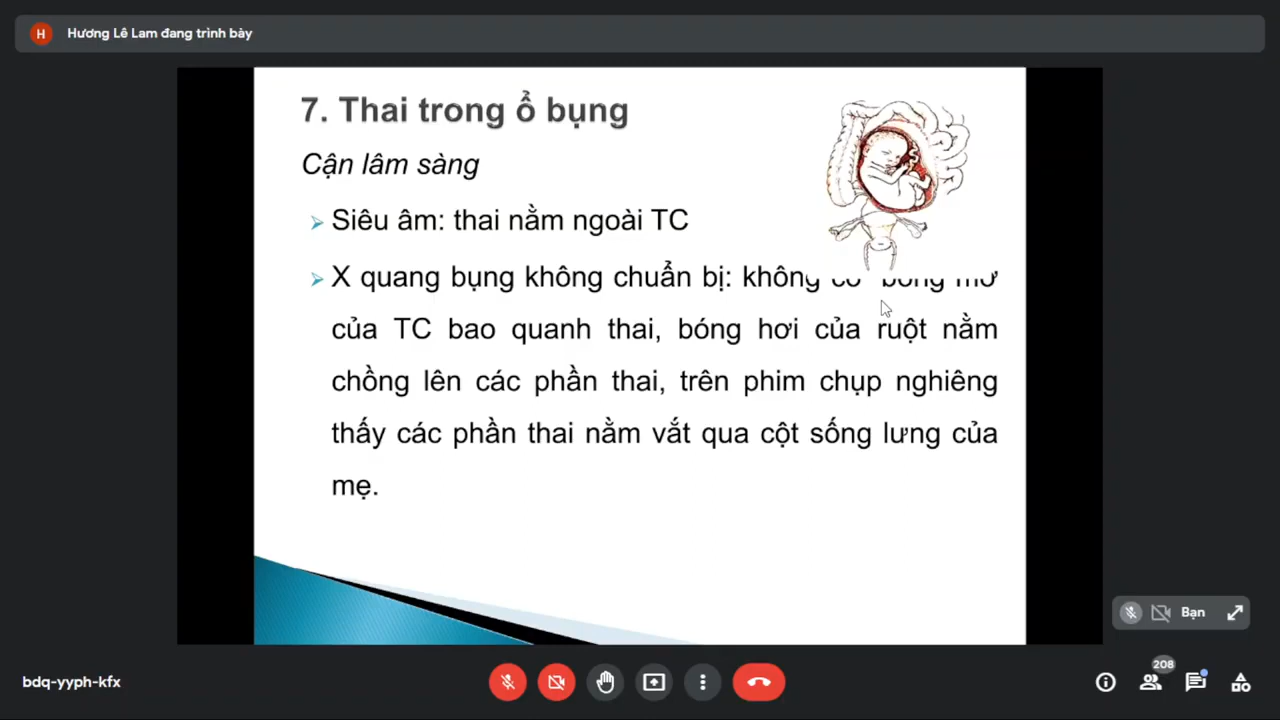 H Hương Lê Lam đang trình bày
7. Thai trong ổ bụng
Cận lâm sàng
Siêu âm: thai nằm ngoài TC
X quang bụng không chuẩn bị: không có bóng mờ
của TC bao quanh thai, bóng hơi của ruột nằm
chồng lên các phần thai, trên phim chụp nghiêng
thấy các phần thai nằm vắt qua cột sống lưng của
mẹ.
Bạn
bdq-yyph-kfx
208